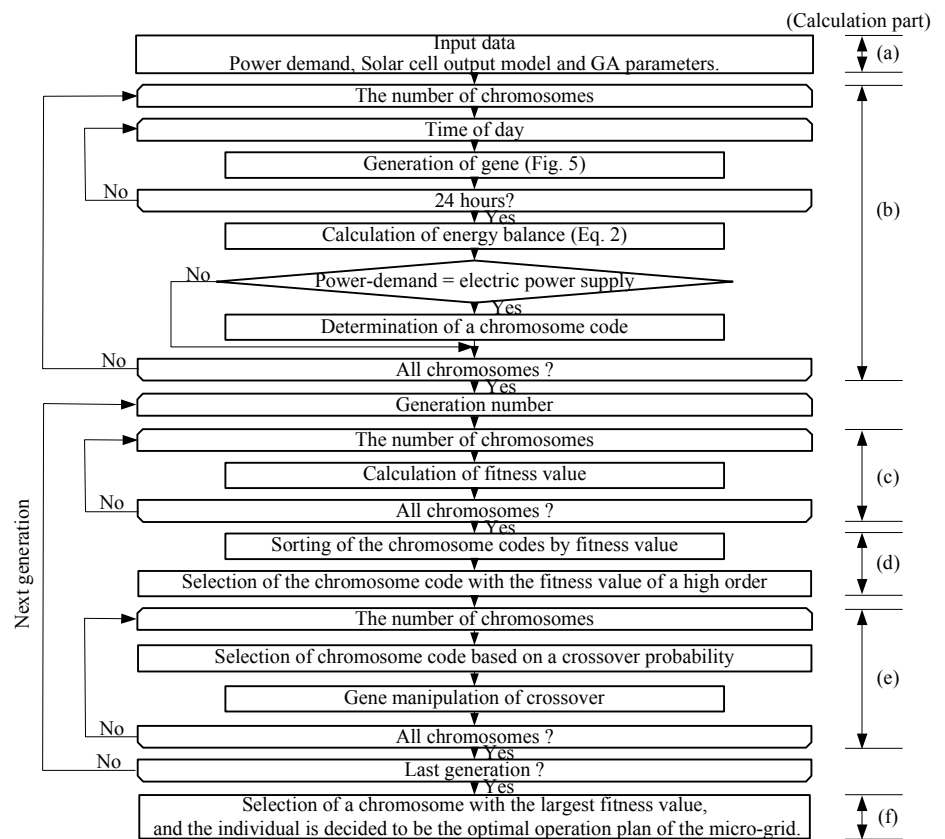 (Calculation part)
Input data
Power demand, Solar cell output model and GA parameters.
(a)
The number of chromosomes
Time of day
Generation of gene (Fig. 5)
No
24 hours?
Yes
(b)
Calculation of energy balance (Eq. 2)
No
Power-demand = electric power supply
Yes
Determination of a chromosome code
No
All chromosomes ?
Yes
Generation number
The number of chromosomes
Calculation of fitness value
(c)
No
All chromosomes ?
Yes
Sorting of the chromosome codes by fitness value
(d)
Selection of the chromosome code with the fitness value of a high order
Next generation
The number of chromosomes
Selection of chromosome code based on a crossover probability
(e)
Gene manipulation of crossover
No
All chromosomes ?
Yes
No
Last generation ?
Yes
Selection of a chromosome with the largest fitness value,
and the individual is decided to be the optimal operation plan of the micro-grid.
(f)